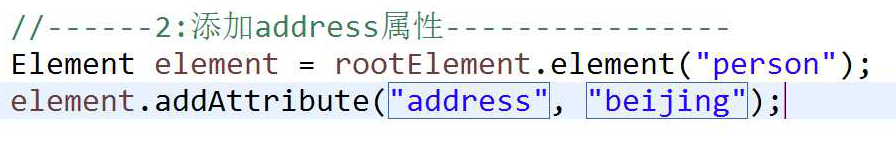 //------2:添加address属性----------------
Element element = rootElement.element("person");
element.addAttribute("address", "beijing");